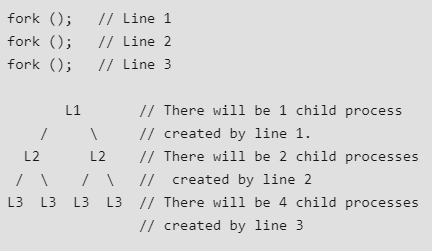 fork ();   // Line 1
fork ();   // Line 2
fork ();   // Line 3

       L1       // There will be 1 child process
    /     \     // created by line 1.
  L2      L2    // There will be 2 child processes
 /  \    /  \   //  created by line 2
L3  L3  L3  L3  // There will be 4 child processes
                // created by line 3